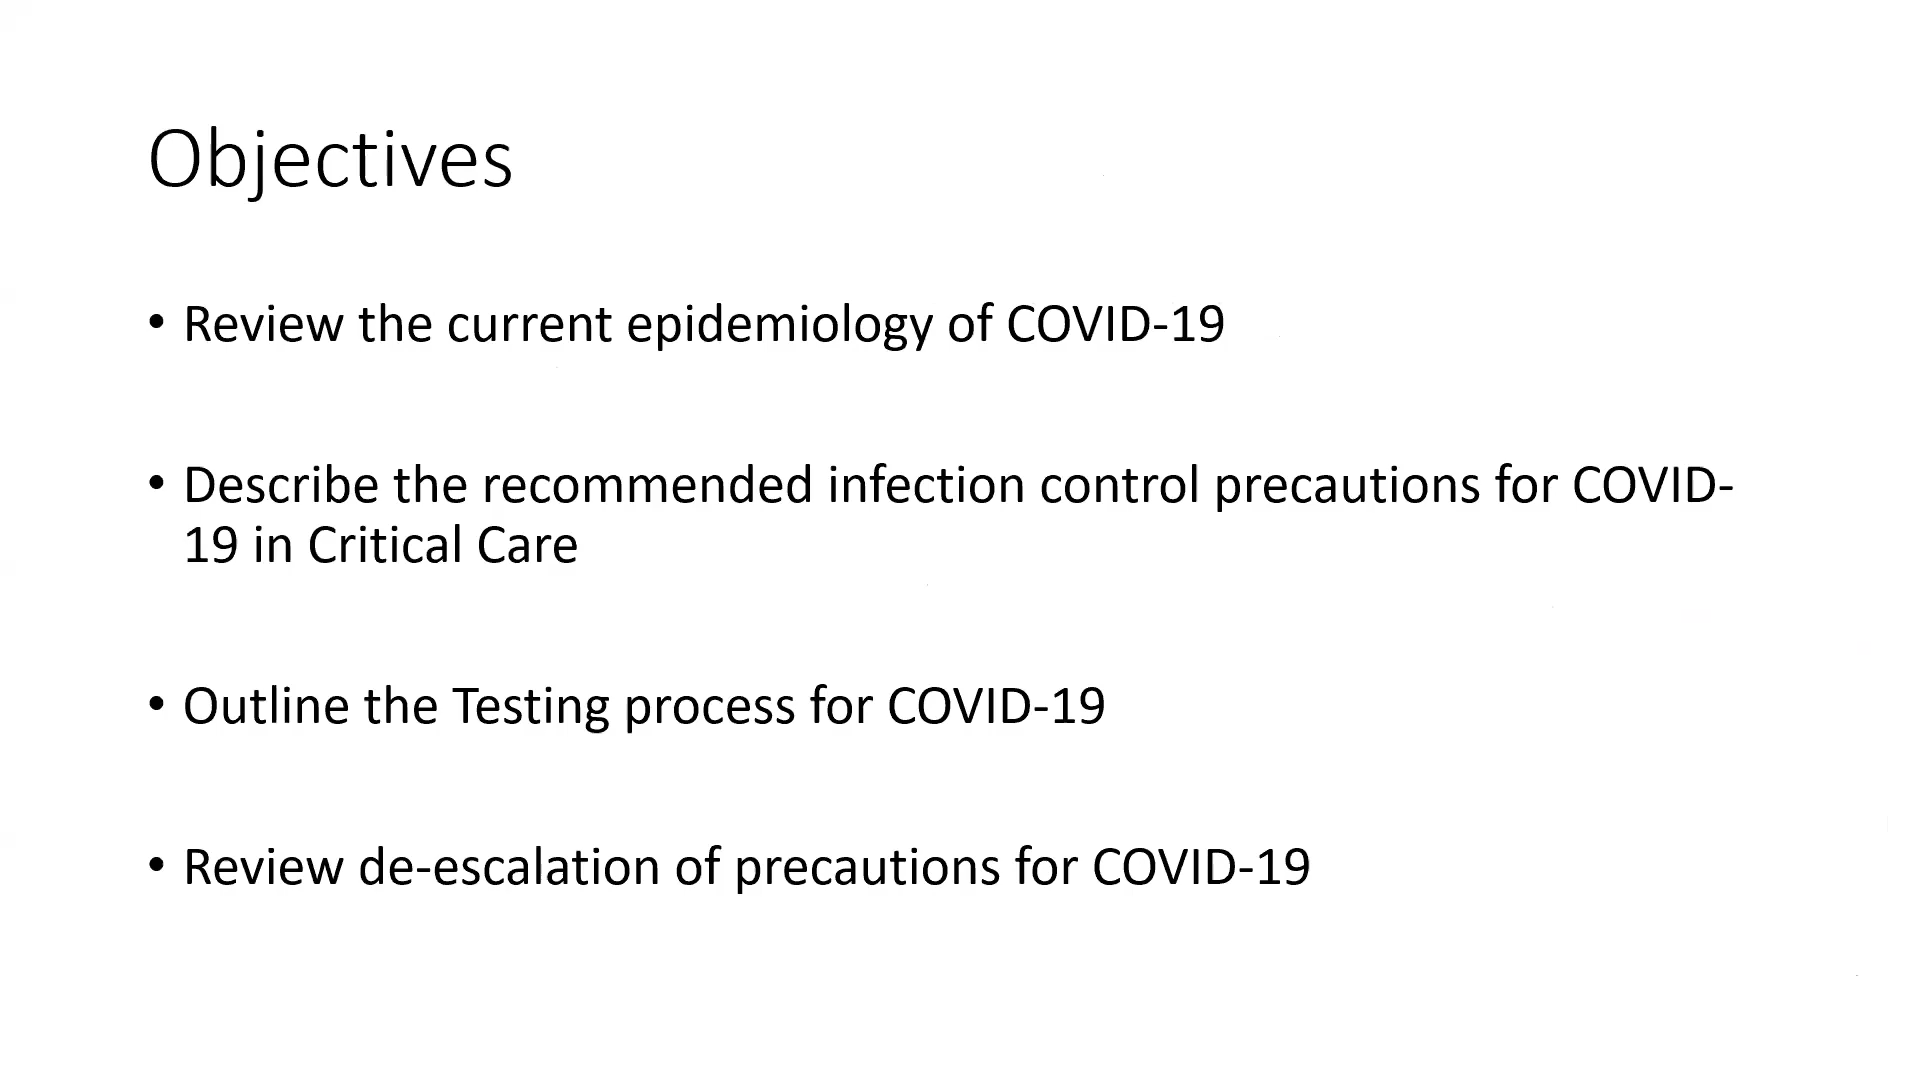 Objectives
• Review the current epidemiology of COVID-19
• Describe the recommended infection control precautions for COVID-
19 in Critical Care
• Outline the Testing process for COVID-19
• Review de-escalation of precautions for COVID-19